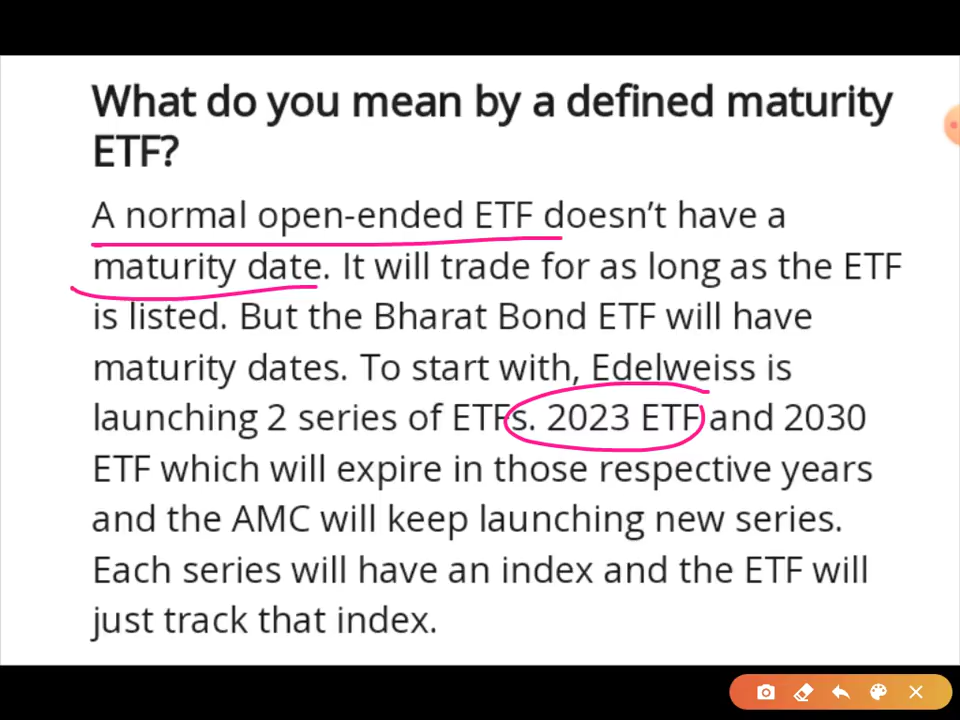 What do you mean by a defined maturity
ETF?
A normal open-ended ETF doesn't have a
maturity date. It will trade for as long as the ETF
is listed. But the Bharat Bond ETF will have
maturity dates. To start with, Edelweiss is
launching 2 series of ETFs. 2023 ETF and 2030
ETF which will expire in those respective years
and the AMC will keep launching new series.
Each series will have an index and the ETF will
just track that index.